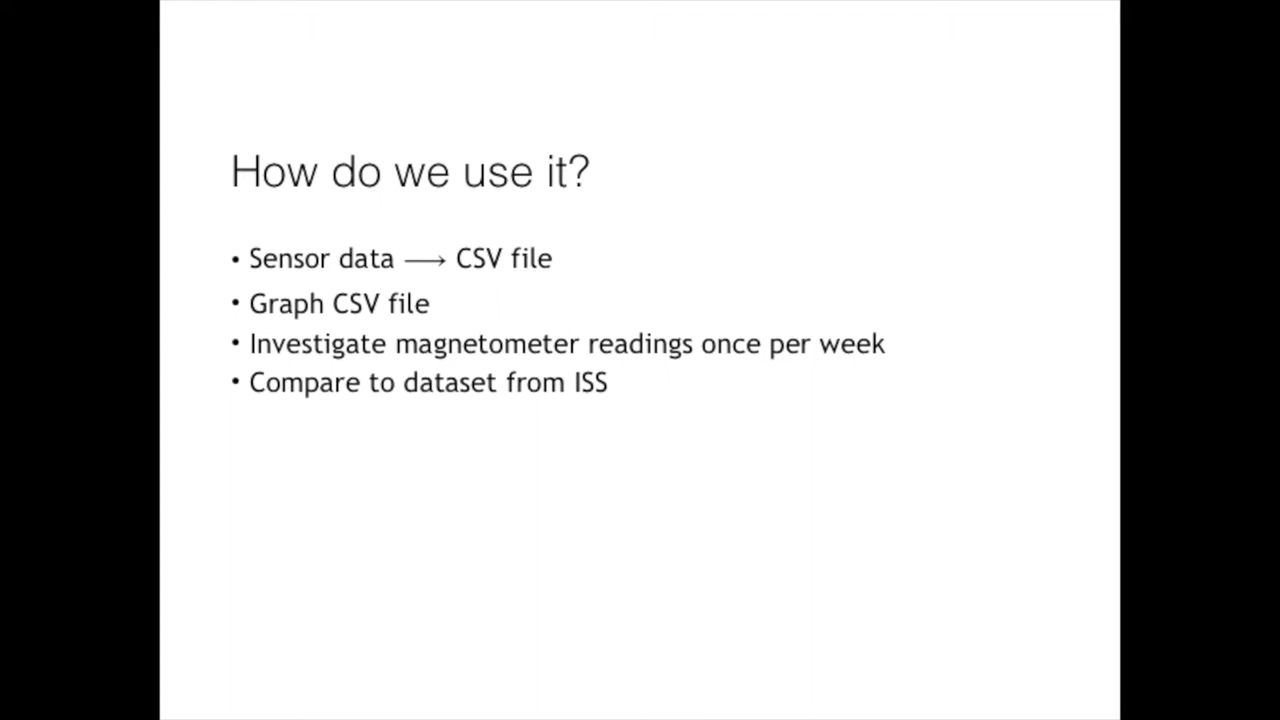 How do we use it?
• Sensor data ⟶ CSV file
• Graph CSV file
• Investigate magnetometer readings once per week
• Compare to dataset from ISS